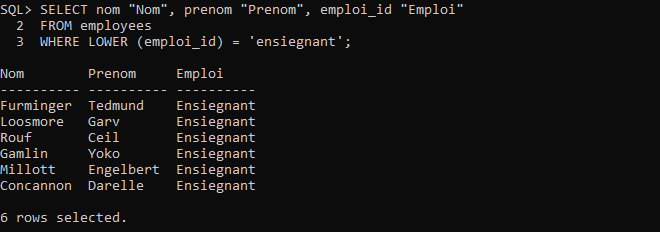 SQL> SELECT nom "Nom", prenom "Prenom", emploi_id "Emploi"
  2  FROM employees
  3  WHERE LOWER (emploi_id) = 'ensiegnant';

Nom        Prenom     Emploi
---------- ---------- ----------
Furminger  Tedmund    Ensiegnant
Loosmore   Garv       Ensiegnant
Rouf       Ceil       Ensiegnant
Gamlin     Yoko       Ensiegnant
Millott    Engelbert  Ensiegnant
Concannon  Darelle    Ensiegnant

6 rows selected.